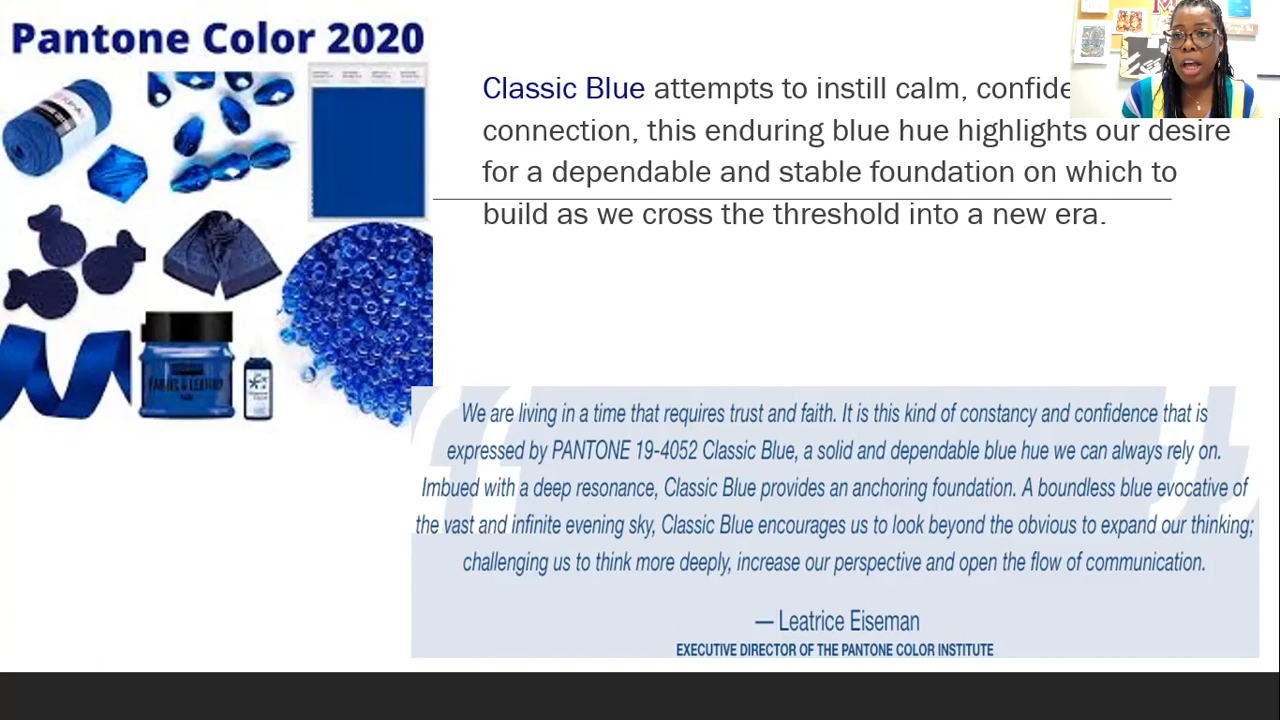 Pantone Color 2020
Classic Blue attempts to instill calm, confide
connection, this enduring blue hue highlights our desire
for a dependable and stable foundation on which to
build as we cross the threshold into a new era.
We are living in a time that requires trust and faith. It is this kind of constancy and confidence that is
expressed by PANTONE 19-4052 Classic Blue, a solid and dependable blue hue we can always rely on.
Imbued with a deep resonance, Classic Blue provides an anchoring foundation. A boundless blue evocative of
the vast and infinite evening sky, Classic Blue encourages us to look beyond the obvious to expand our thinking;
challenging us to think more deeply, increase our perspective and open the flow of communication.
— Leatrice Eiseman
EXECUTIVE DIRECTOR OF THE PANTONE COLOR INSTITUTE